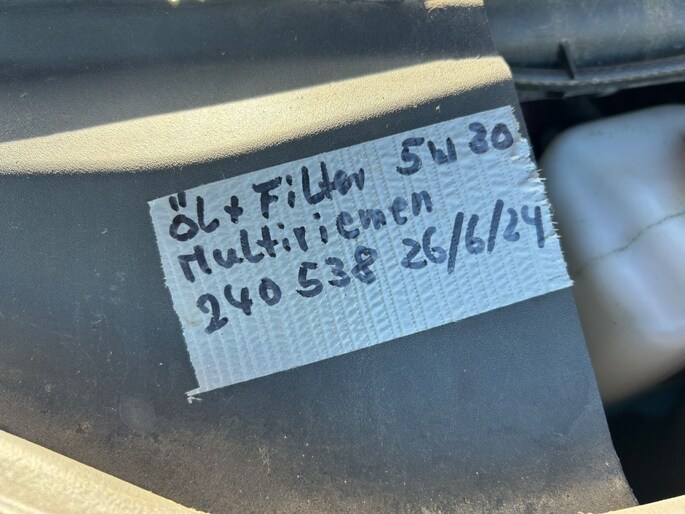 ÖL + Filter 5W30
Multiriemen
240 538 26/6/24